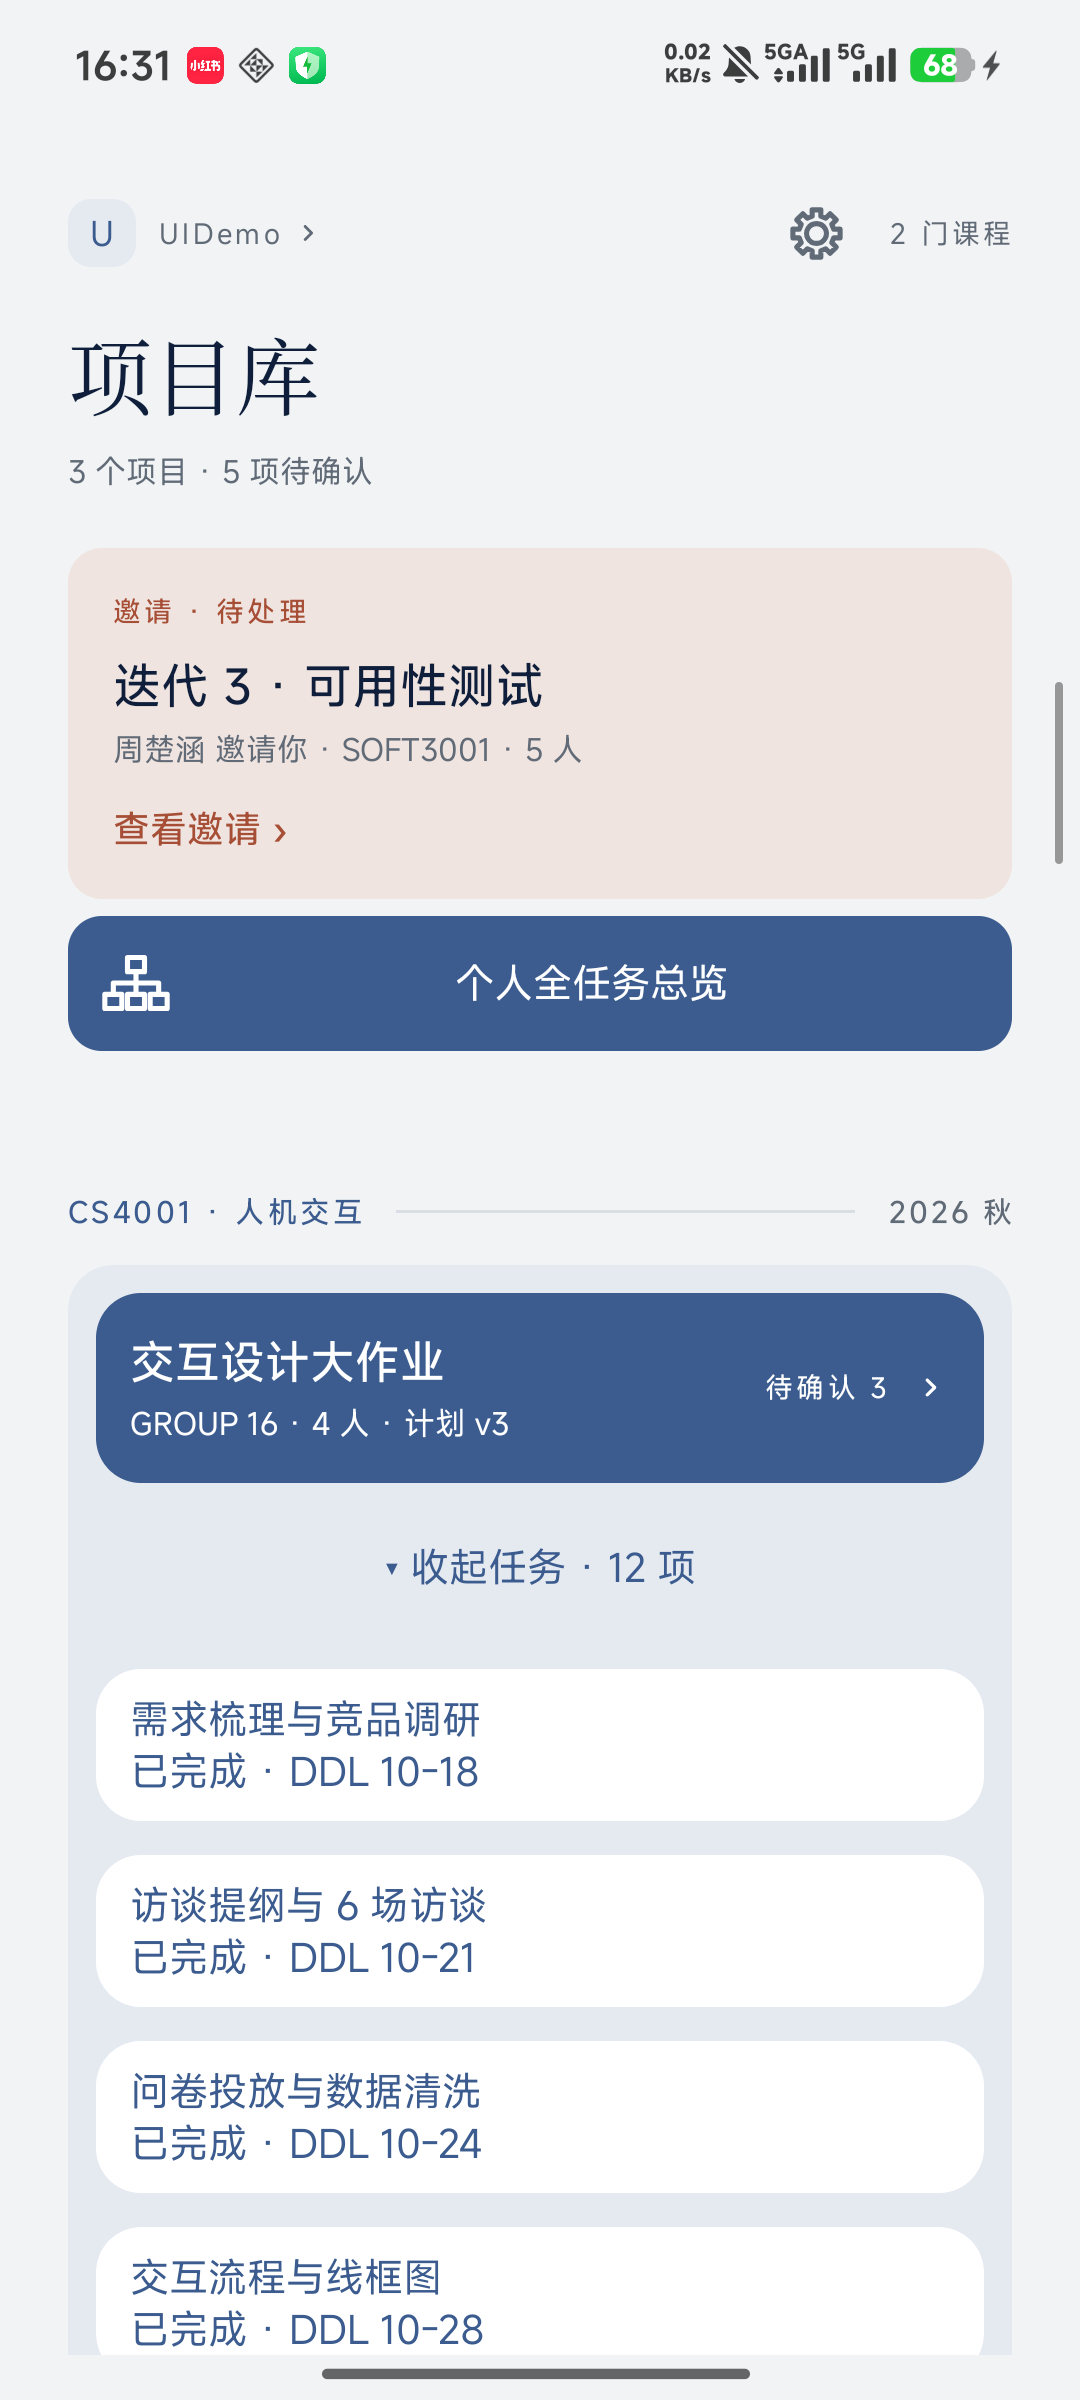 16:31
小红书
0.02
KB/s
5GA
5G
68
U
UIDemo ›
2 门课程
项目库
3 个项目 · 5 项待确认
邀请 · 待处理
迭代 3 · 可用性测试
周楚涵 邀请你 · SOFT3001 · 5 人
查看邀请 ›
个人全任务总览
CS4001 · 人机交互
2026 秋
交互设计大作业
GROUP 16 · 4 人 · 计划 v3
待确认 3 ›
▾ 收起任务 · 12 项
需求梳理与竞品调研
已完成 · DDL 10-18
访谈提纲与 6 场访谈
已完成 · DDL 10-21
问卷投放与数据清洗
已完成 · DDL 10-24
交互流程与线框图
已完成 · DDL 10-28